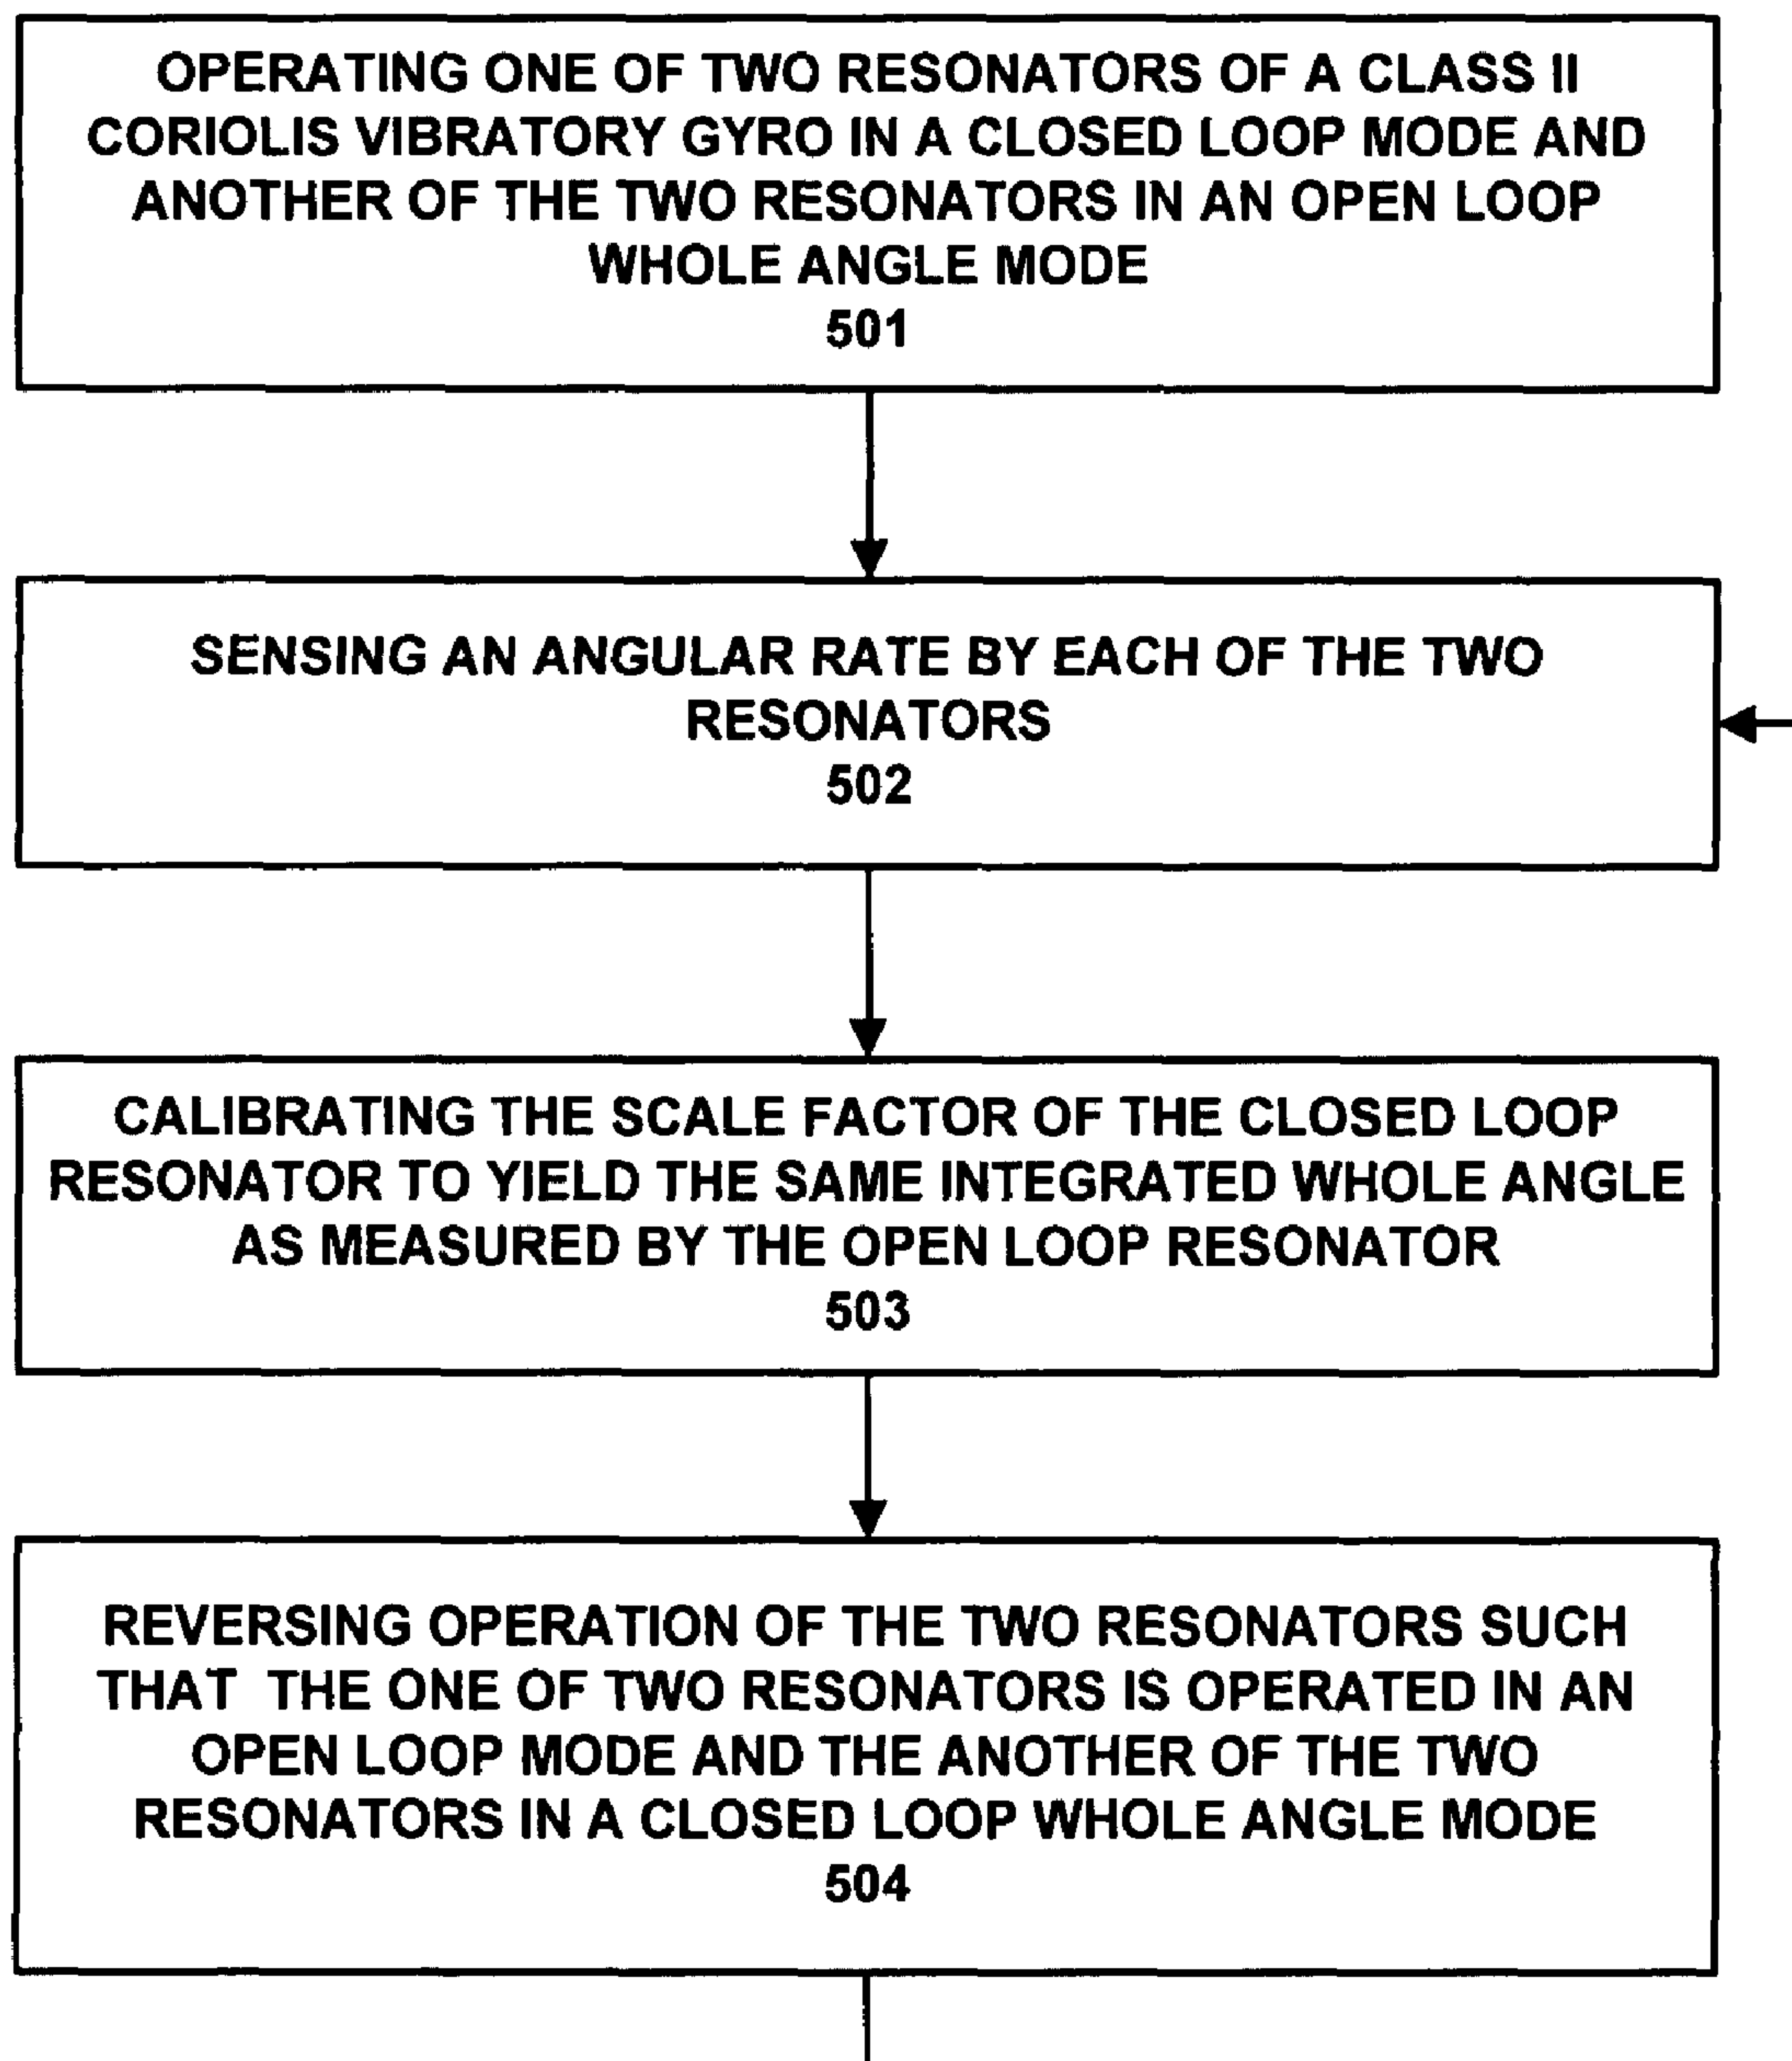 OPERATING ONE OF TWO RESONATORS OF A CLASS II
CORIOLIS VIBRATORY GYRO IN A CLOSED LOOP MODE AND
ANOTHER OF THE TWO RESONATORS IN AN OPEN LOOP
WHOLE ANGLE MODE
501
SENSING AN ANGULAR RATE BY EACH OF THE TWO
RESONATORS
502
CALIBRATING THE SCALE FACTOR OF THE CLOSED LOOP
RESONATOR TO YIELD THE SAME INTEGRATED WHOLE ANGLE
AS MEASURED BY THE OPEN LOOP RESONATOR
503
REVERSING OPERATION OF THE TWO RESONATORS SUCH
THAT THE ONE OF TWO RESONATORS IS OPERATED IN AN
OPEN LOOP MODE AND THE ANOTHER OF THE TWO
RESONATORS IN A CLOSED LOOP WHOLE ANGLE MODE
504